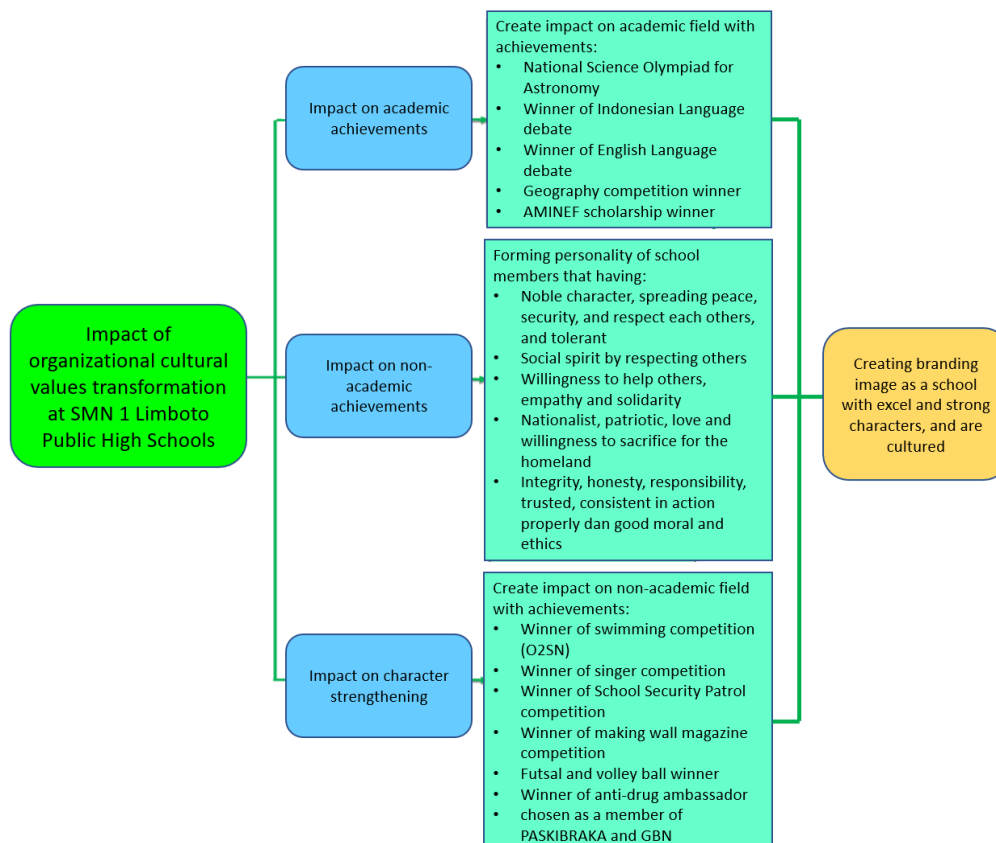 Impact of
organizational cultural
values transformation
at SMN 1 Limboto
Public High Schools
Impact on academic
achievements
Create impact on academic field with
achievements:
• National Science Olympiad for
Astronomy
• Winner of Indonesian Language
debate
• Winner of English Language
debate
• Geography competition winner
• AMINEF scholarship winner
Impact on non-
academic
achievements
Forming personality of school
members that having:
• Noble character, spreading peace,
security, and respect each others,
and tolerant
• Social spirit by respecting others
• Willingness to help others,
empathy and solidarity
• Nationalist, patriotic, love and
willingness to sacrifice for the
homeland
• Integrity, honesty, responsibility,
trusted, consistent in action
properly dan good moral and
ethics
Impact on character
strengthening
Create impact on non-academic field
with achievements:
• Winner of swimming competition
(O2SN)
• Winner of singer competition
• Winner of School Security Patrol
competition
• Winner of making wall magazine
competition
• Futsal and volley ball winner
• Winner of anti-drug ambassador
• chosen as a member of
PASKIBRAKA and GBN
Creating branding
image as a school
with excel and strong
characters, and are
cultured